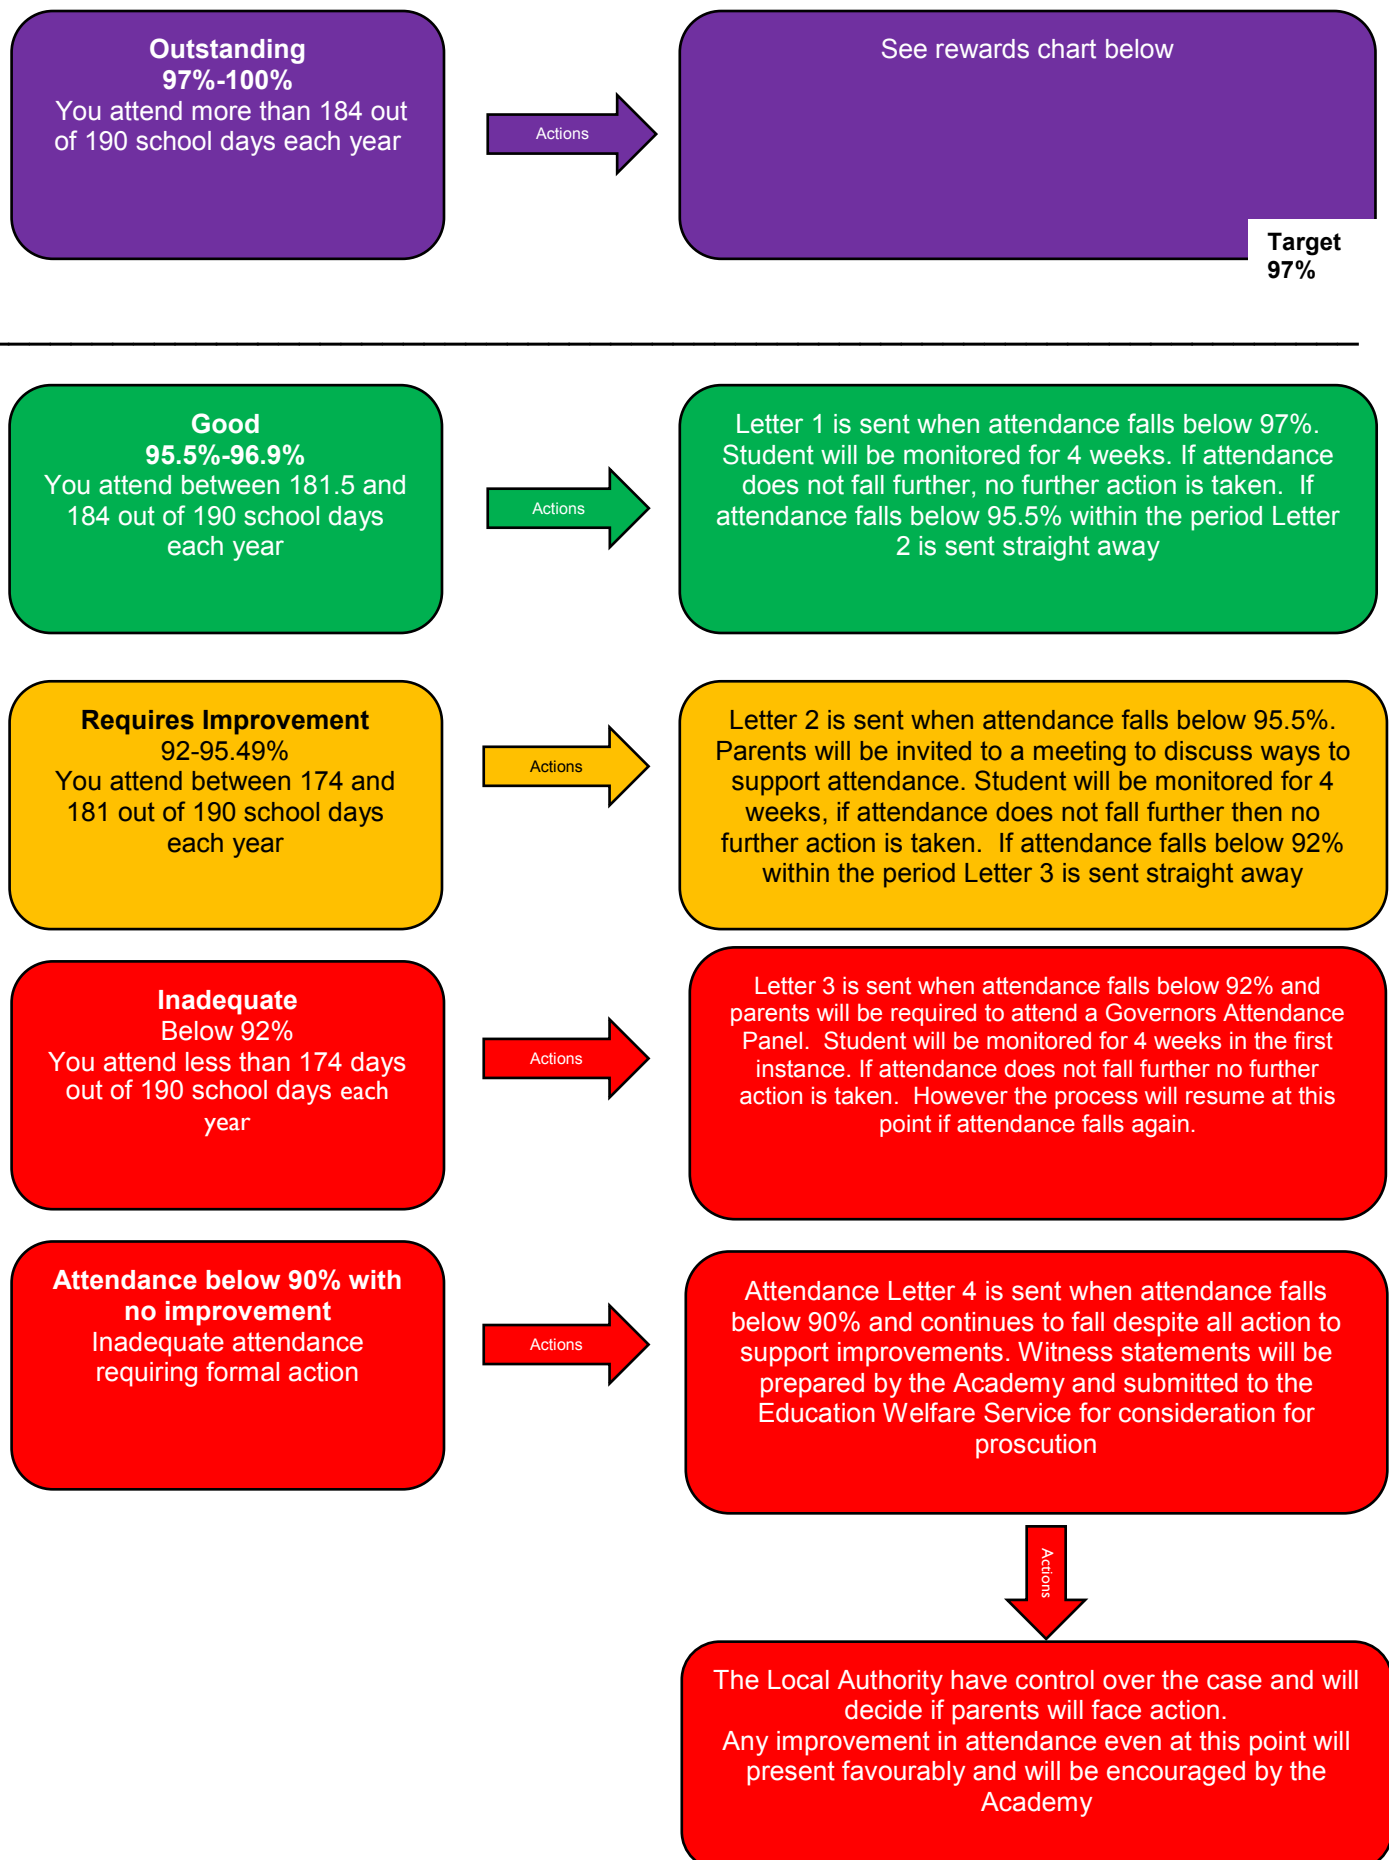 Outstanding
97%-100%
You attend more than 184 out
of 190 school days each year
Actions
See rewards chart below
Target
97%
Good
95.5%-96.9%
You attend between 181.5 and
184 out of 190 school days
each year
Actions
Letter 1 is sent when attendance falls below 97%.
Student will be monitored for 4 weeks. If attendance
does not fall further, no further action is taken.  If
attendance falls below 95.5% within the period Letter
2 is sent straight away
Requires Improvement
92-95.49%
You attend between 174 and
181 out of 190 school days
each year
Actions
Letter 2 is sent when attendance falls below 95.5%.
Parents will be invited to a meeting to discuss ways to
support attendance. Student will be monitored for 4
weeks, if attendance does not fall further then no
further action is taken.  If attendance falls below 92%
within the period Letter 3 is sent straight away
Inadequate
Below 92%
You attend less than 174 days
out of 190 school days each
year
Actions
Letter 3 is sent when attendance falls below 92% and
parents will be required to attend a Governors Attendance
Panel.  Student will be monitored for 4 weeks in the first
instance. If attendance does not fall further no further
action is taken.  However the process will resume at this
point if attendance falls again.
Attendance below 90% with
no improvement
Inadequate attendance
requiring formal action
Actions
Attendance Letter 4 is sent when attendance falls
below 90% and continues to fall despite all action to
support improvements. Witness statements will be
prepared by the Academy and submitted to the
Education Welfare Service for consideration for
proscution
Actions
The Local Authority have control over the case and will
decide if parents will face action.
Any improvement in attendance even at this point will
present favourably and will be encouraged by the
Academy